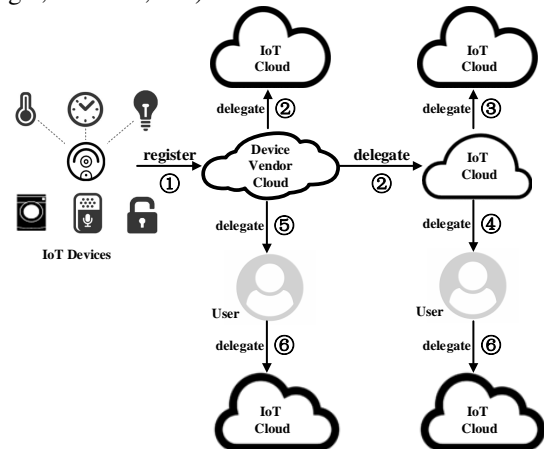 IoT
Cloud
IoT
Cloud
delegate ②
delegate ③
register
①
Device
Vendor
Cloud
delegate
②
IoT
Cloud
IoT Devices
delegate ⑤
delegate ④
User
User
delegate ⑥
delegate ⑥
IoT
Cloud
IoT
Cloud